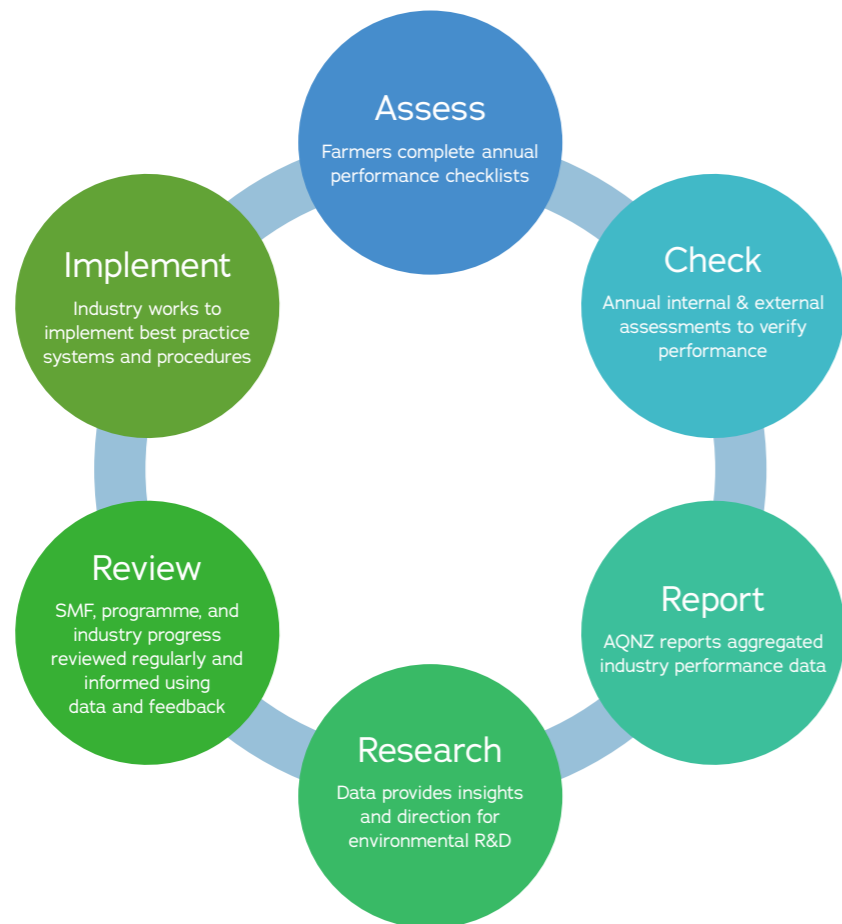 Assess
Farmers complete annual
performance checklists
Check
Annual internal & external
assessments to verify
performance
Report
AQNZ reports aggregated
industry performance data
Research
Data provides insights
and direction for
environmental R&D
Review
SMF, programme, and
industry progress
reviewed regularly and
informed using
data and feedback
Implement
Industry works to
implement best practice
systems and procedures